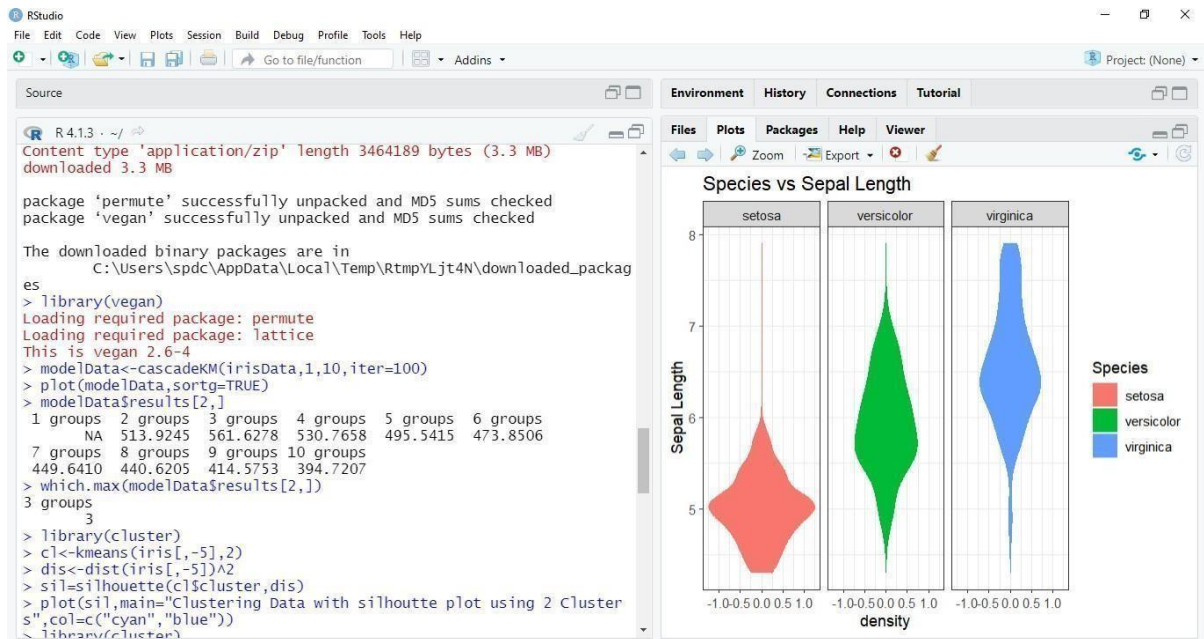 RStudio
File Edit Code View Plots Session Build Debug Profile Tools Help
Go to file/function
Addins
Project: (None)
Source
R 4.1.3 · ~/
Content type 'application/zip' length 3464189 bytes (3.3 MB)
downloaded 3.3 MB
package ‘permute’ successfully unpacked and MD5 sums checked
package ‘vegan’ successfully unpacked and MD5 sums checked
The downloaded binary packages are in
C:\Users\spdc\AppData\Local\Temp\RtmpYLjt4N\downloaded_packag
es
> library(vegan)
Loading required package: permute
Loading required package: lattice
This is vegan 2.6-4
> modelData<-cascadeKM(irisData,1,10,iter=100)
> plot(modelData,sortg=TRUE)
> modelData$results[2,]
1 groups 2 groups 3 groups 4 groups 5 groups 6 groups
NA 513.9245 561.6278 530.7658 495.5415 473.8506
7 groups 8 groups 9 groups 10 groups
449.6410 440.6205 414.5753 394.7207
> which.max(modelData$results[2,])
3 groups
3
> library(cluster)
> cl<-kmeans(iris[,-5],2)
> dis<-dist(iris[,-5])^2
> sil=silhouette(cl$cluster,dis)
> plot(sil,main="Clustering Data with silhoutte plot using 2 Cluster
s",col=c("cyan","blue"))
> library(cluster)
Environment History Connections Tutorial
Files Plots Packages Help Viewer
Zoom Export
Species vs Sepal Length
setosa versicolor virginica
8
7
6
5
Sepal Length
-1.0-0.50.0 0.5 1.0 -1.0-0.50.0 0.5 1.0 -1.0-0.50.0 0.5 1.0
density
Species
setosa
versicolor
virginica